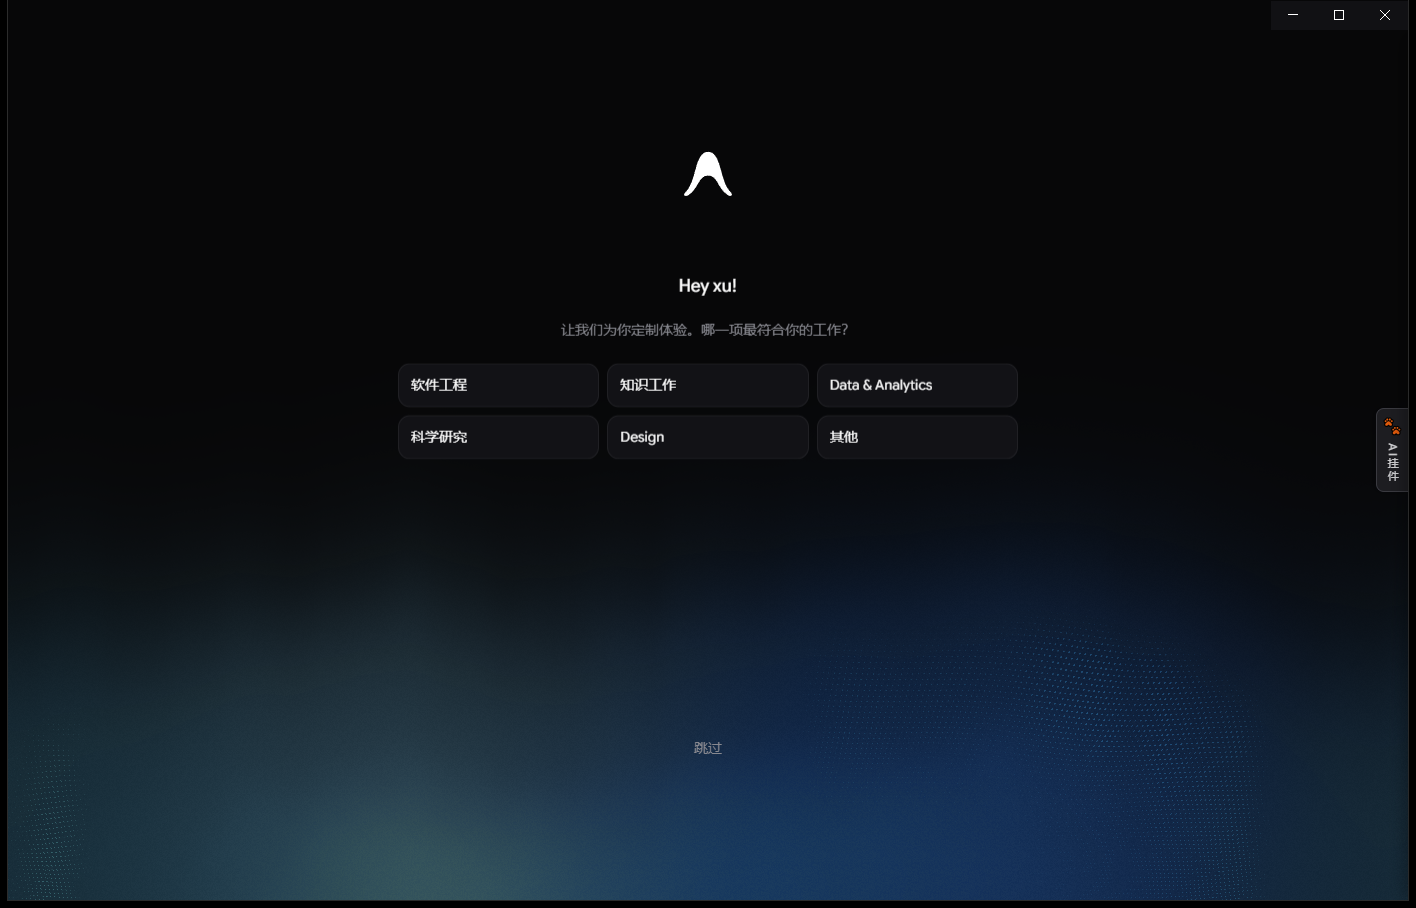 Hey xu!
让我们为你定制体验。哪一项最符合你的工作？
软件工程
知识工作
Data & Analytics
科学研究
Design
其他
AI挂件
跳过